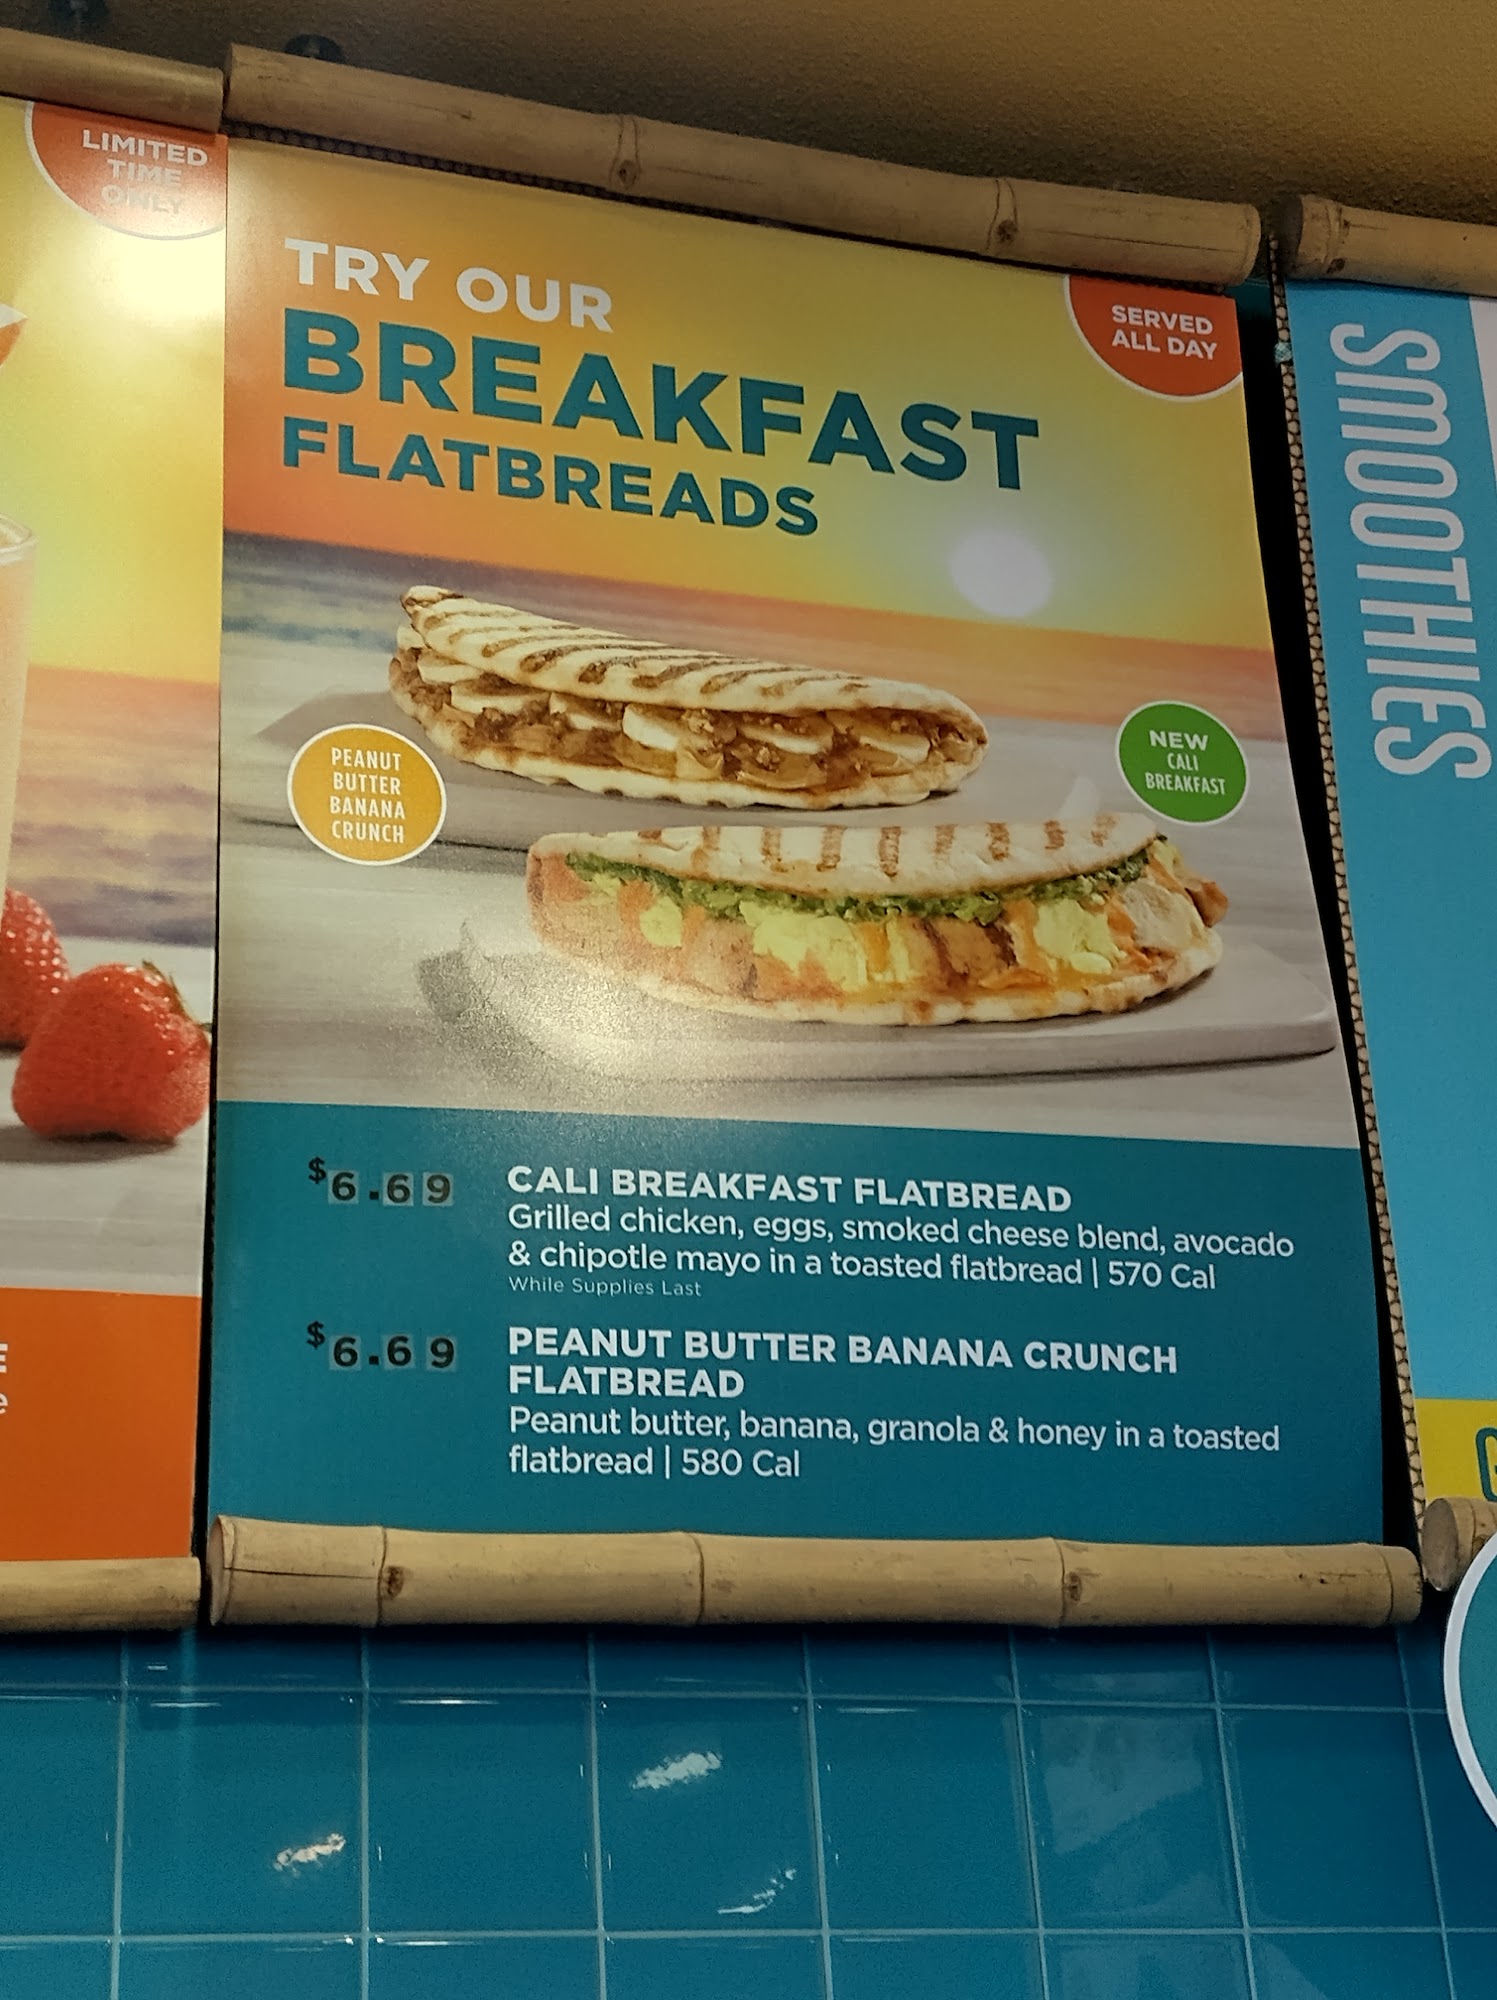 LIMITED
TIME
ONLY
TRY OUR
BREAKFAST
FLATBREADS
SERVED
ALL DAY
PEANUT
BUTTER
BANANA
CRUNCH
NEW
CALI
BREAKFAST
$6.69
CALI BREAKFAST FLATBREAD
Grilled chicken, eggs, smoked cheese blend, avocado
& chipotle mayo in a toasted flatbread | 570 Cal
While Supplies Last
$6.69
PEANUT BUTTER BANANA CRUNCH
FLATBREAD
Peanut butter, banana, granola & honey in a toasted
flatbread | 580 Cal
SMOOTHIES